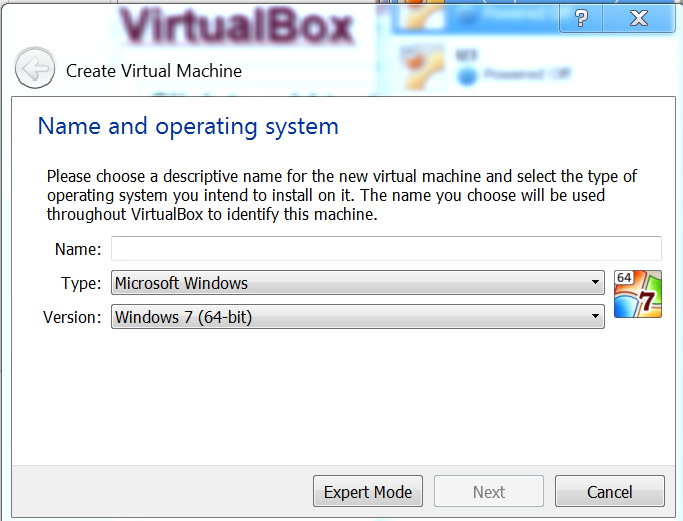 VirtualBox
?
Create Virtual Machine
Powered Off
Name and operating system
Please choose a descriptive name for the new virtual machine and select the type of
operating system you intend to install on it. The name you choose will be used
throughout VirtualBox to identify this machine.
Name:
Type: Microsoft Windows
64
7
Version: Windows 7 (64-bit)
Expert Mode Next Cancel